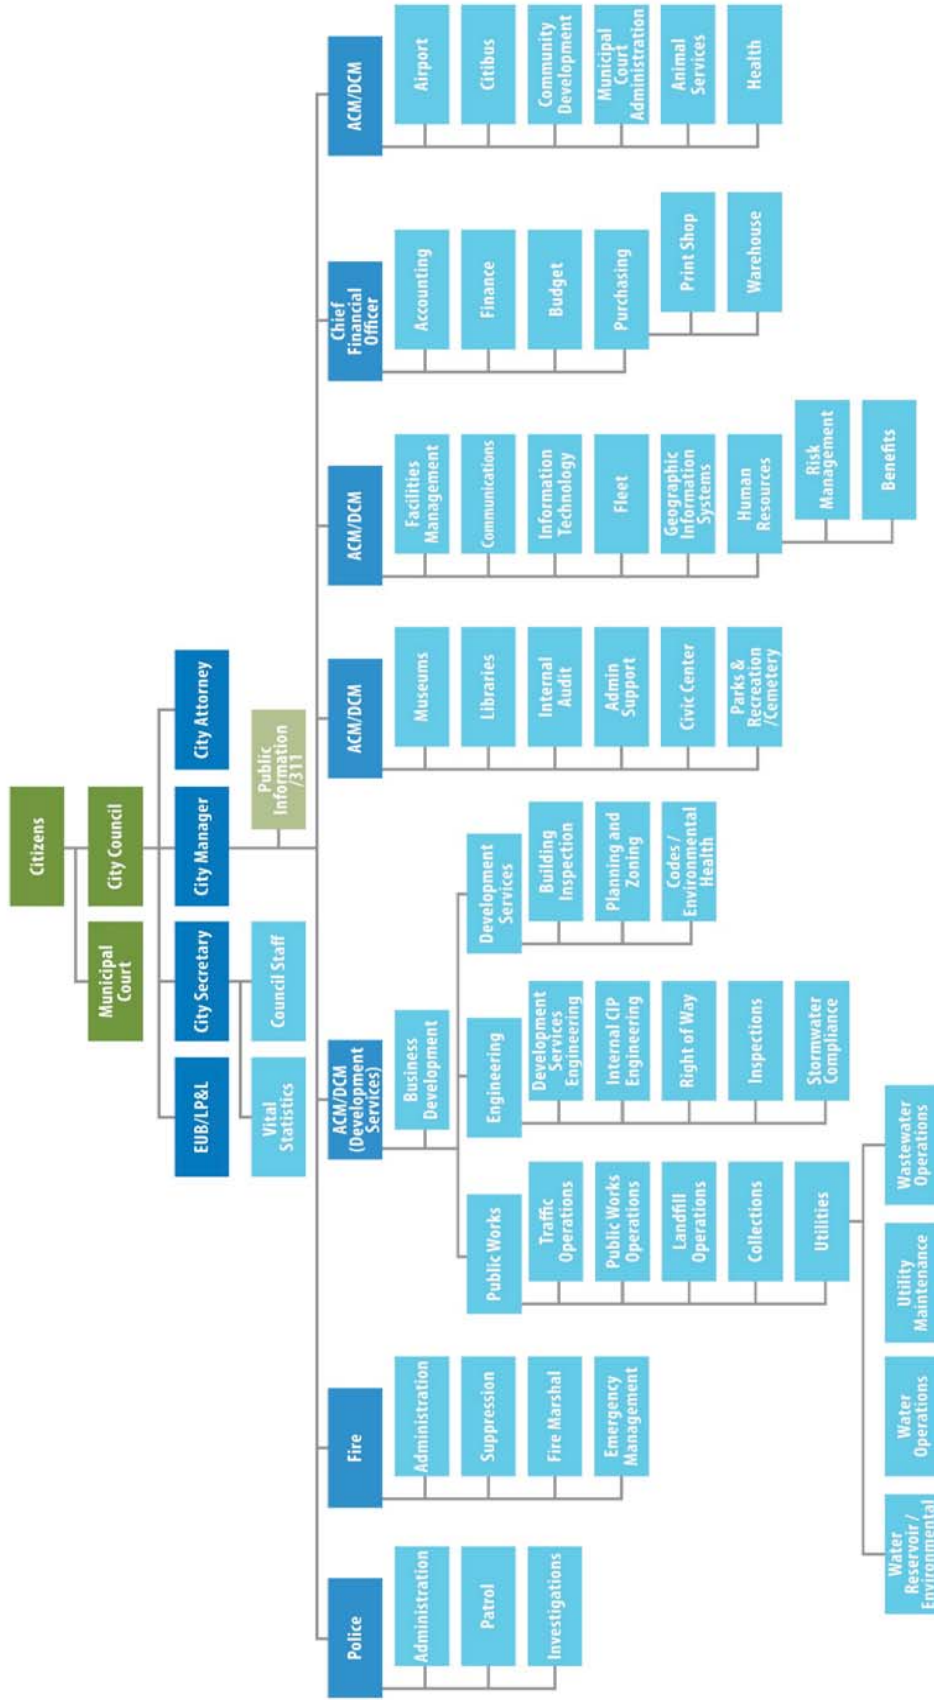 Citizens
Municipal
Court
City Council
EUB/LP&L
City Secretary
City Manager
City Attorney
Vital
Statistics
Council Staff
Public
Information
/311
Police
Administration
Patrol
Investigations
Fire
Administration
Suppression
Fire Marshal
Emergency
Management
ACM/DCM
(Development
Services)
Business
Development
Public Works
Traffic
Operations
Public Works
Operations
Landfill
Operations
Collections
Utilities
Water
Reservoir /
Environmental
Water
Operations
Utility
Maintenance
Wastewater
Operations
Engineering
Development
Services
Engineering
Internal CIP
Engineering
Right of Way
Inspections
Stormwater
Compliance
Development
Services
Building
Inspection
Planning and
Zoning
Codes /
Environmental
Health
ACM/DCM
Museums
Libraries
Internal
Audit
Admin
Support
Civic Center
Parks &
Recreation
/Cemetery
ACM/DCM
Facilities
Management
Communications
Information
Technology
Fleet
Geographic
Information
Systems
Human
Resources
Risk
Management
Benefits
Chief
Financial
Officer
Accounting
Finance
Budget
Purchasing
Print Shop
Warehouse
ACM/DCM
Airport
Citibus
Community
Development
Municipal
Court
Administration
Animal
Services
Health